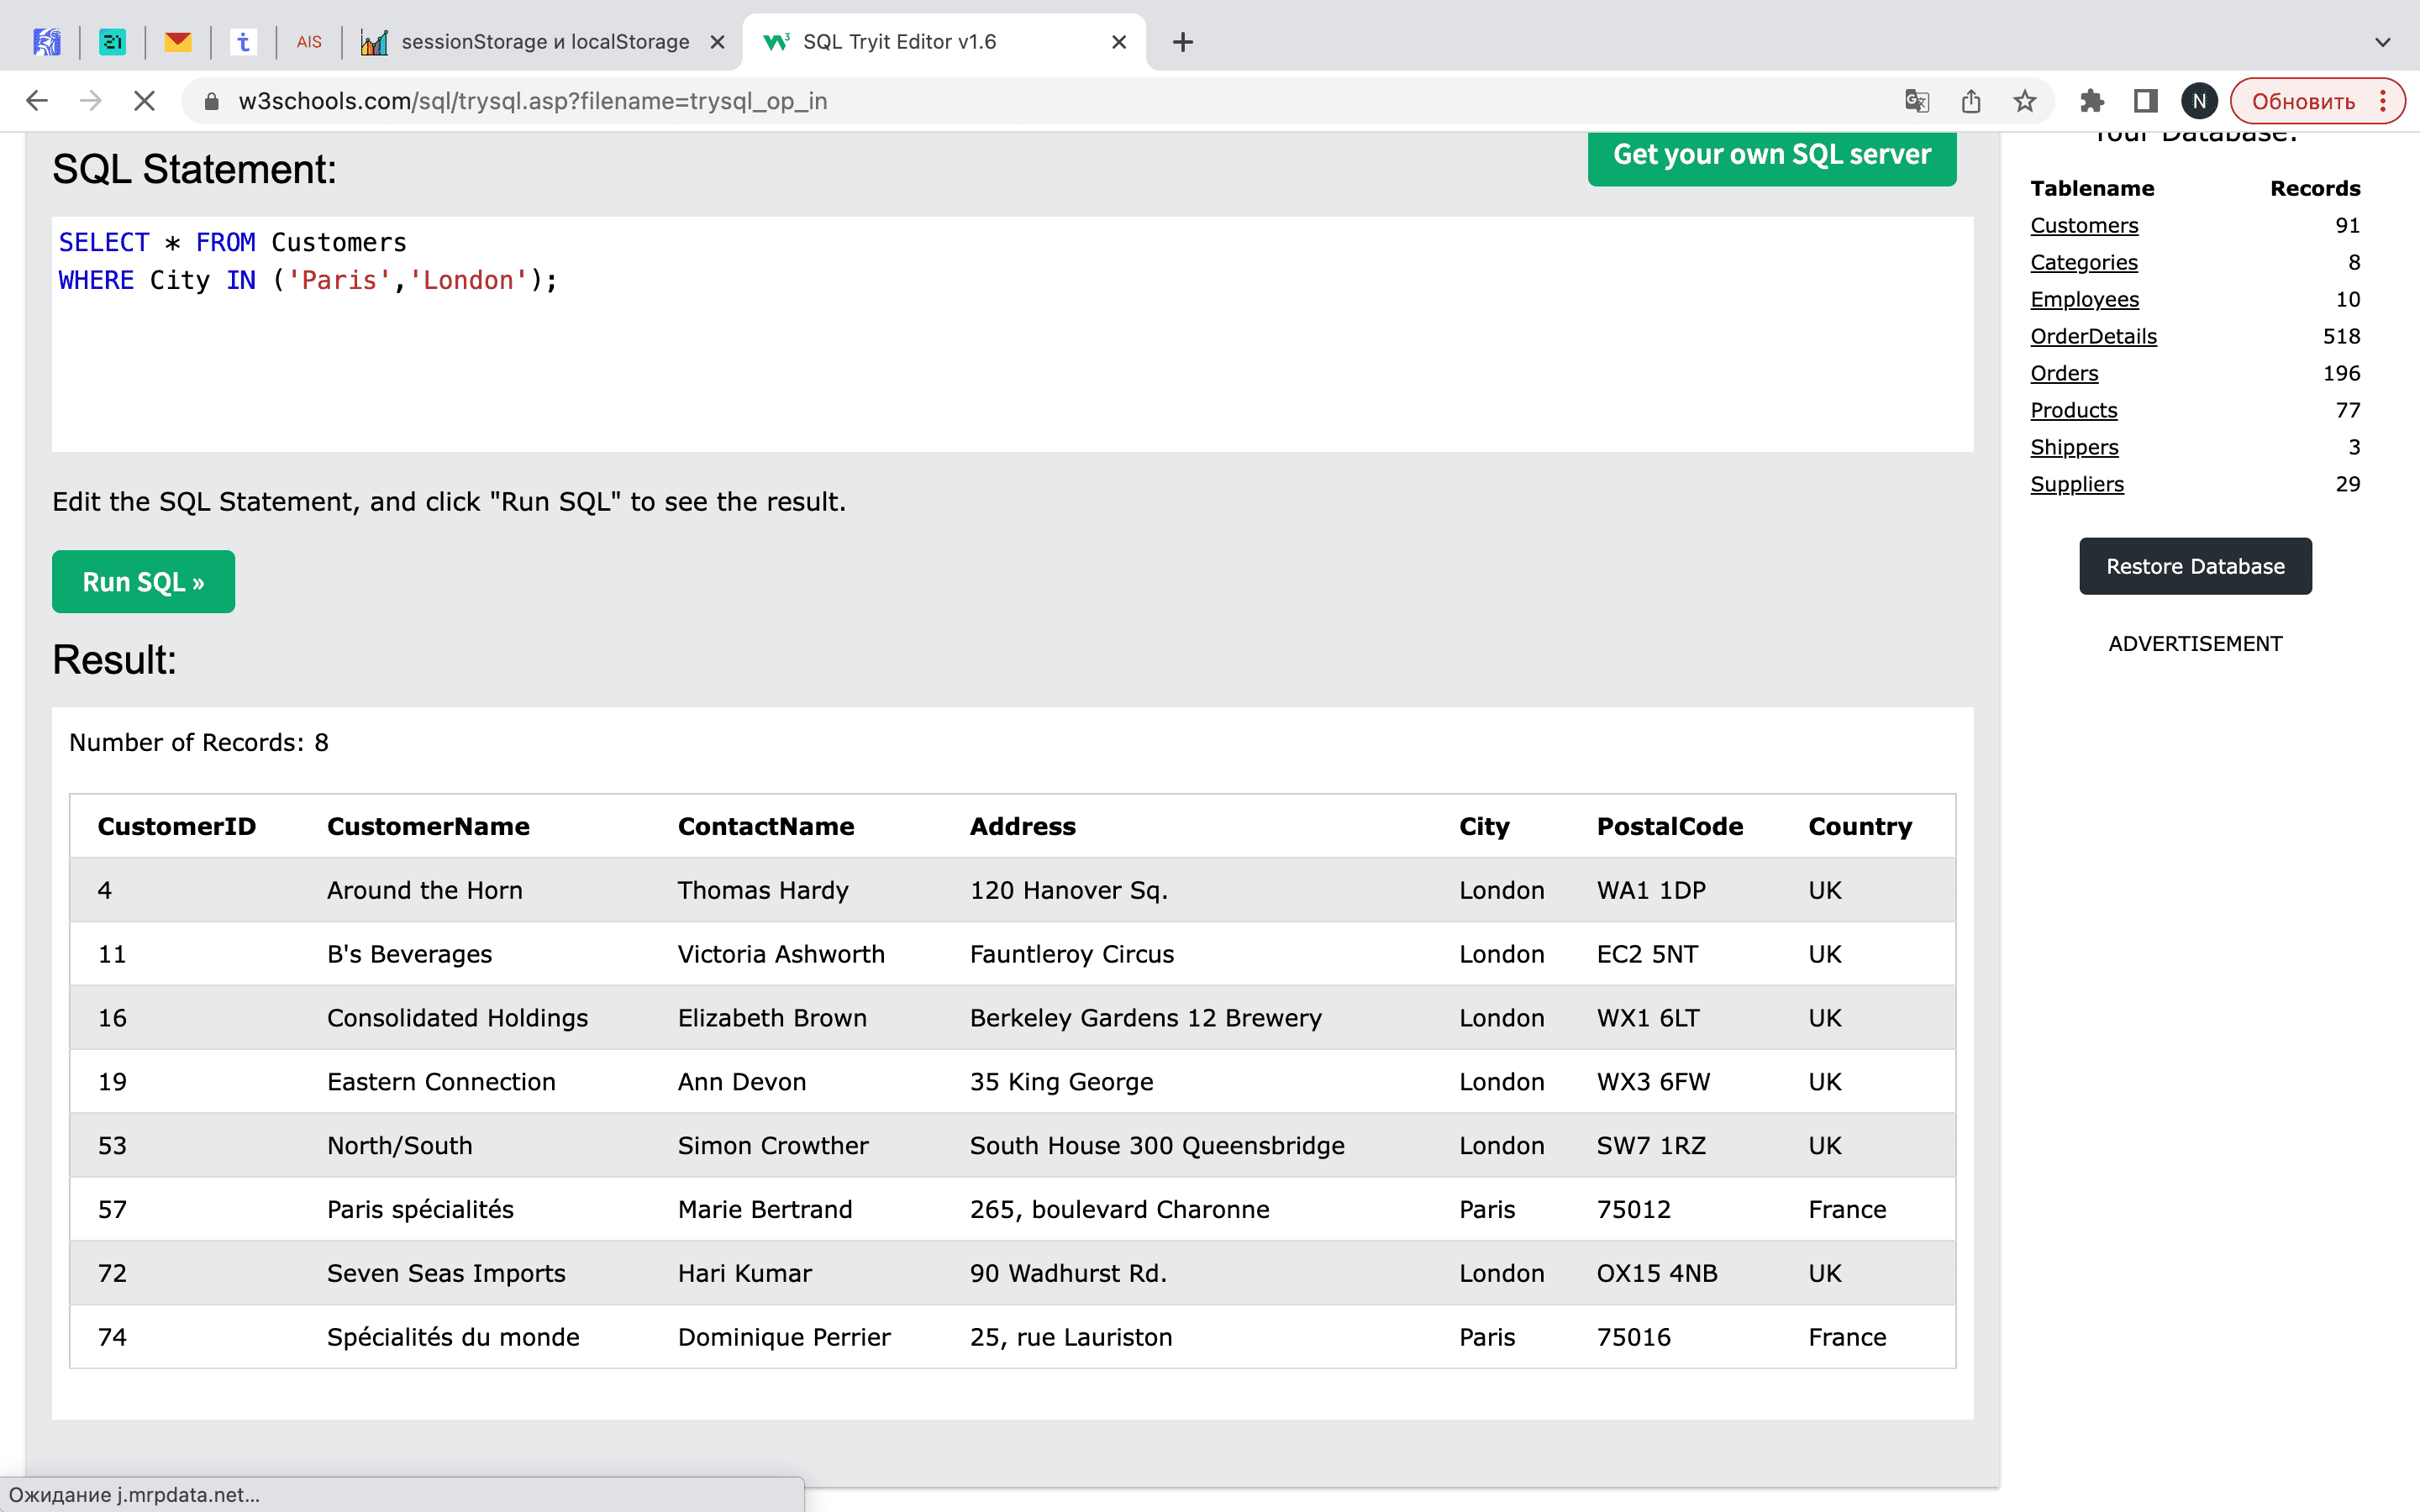 AIS
sessionStorage и localStorage
SQL Tryit Editor v1.6
w3schools.com/sql/trysql.asp?filename=trysql_op_in
N
Обновить
SQL Statement:
Get your own SQL server
SELECT * FROM Customers
WHERE City IN ('Paris','London');
Edit the SQL Statement, and click "Run SQL" to see the result.
Run SQL »
Result:
Number of Records: 8
CustomerID CustomerName ContactName Address City PostalCode Country
4 Around the Horn Thomas Hardy 120 Hanover Sq. London WA1 1DP UK
11 B's Beverages Victoria Ashworth Fauntleroy Circus London EC2 5NT UK
16 Consolidated Holdings Elizabeth Brown Berkeley Gardens 12 Brewery London WX1 6LT UK
19 Eastern Connection Ann Devon 35 King George London WX3 6FW UK
53 North/South Simon Crowther South House 300 Queensbridge London SW7 1RZ UK
57 Paris spécialités Marie Bertrand 265, boulevard Charonne Paris 75012 France
72 Seven Seas Imports Hari Kumar 90 Wadhurst Rd. London OX15 4NB UK
74 Spécialités du monde Dominique Perrier 25, rue Lauriston Paris 75016 France
Your Database:
Tablename Records
Customers 91
Categories 8
Employees 10
OrderDetails 518
Orders 196
Products 77
Shippers 3
Suppliers 29
Restore Database
ADVERTISEMENT
Ожидание j.mrpdata.net...